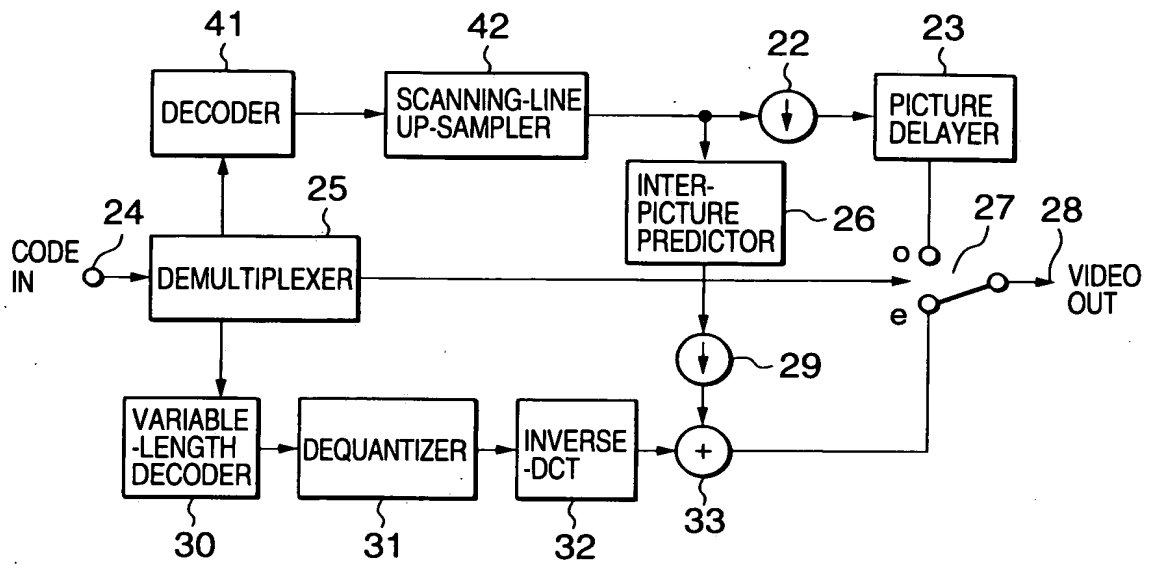 41
42
22
23
DECODER
SCANNING-LINE
UP-SAMPLER
PICTURE
DELAYER
24
25
INTER-
PICTURE
PREDICTOR
26
27
28
CODE
IN
DEMULTIPLEXER
o
e
VIDEO
OUT
29
VARIABLE
-LENGTH
DECODER
DEQUANTIZER
INVERSE
-DCT
+
30
31
32
33